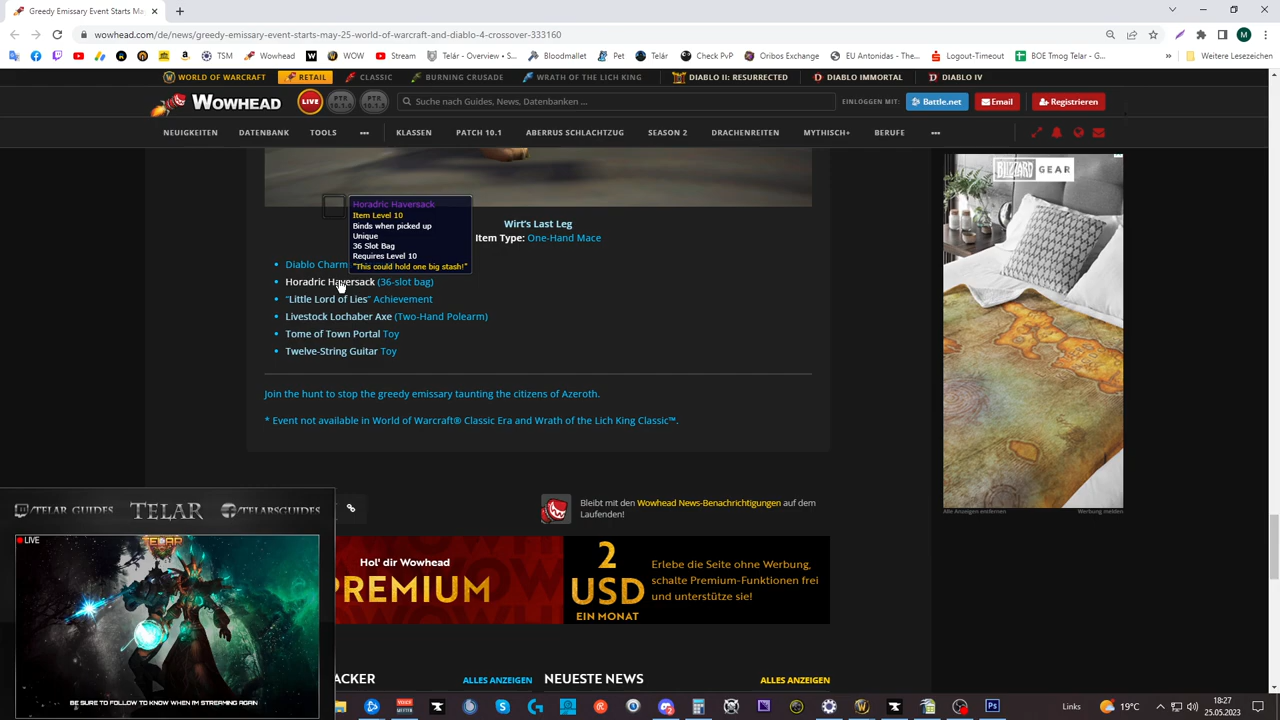 Greedy Emissary Event Starts Ma
wowhead.com/de/news/greedy-emissary-event-starts-may-25-world-of-warcraft-and-diablo-4-crossover-333160
TSM
Wowhead
WOW
Stream
Telár - Overview • S...
Bloodmallet
Pet
Telár
Check PvP
Oribos Exchange
EU Antonidas - The...
Logout-Timeout
BOE Tmog Telar - G...
»
Weitere Lesezeichen
WORLD OF WARCRAFT
RETAIL
CLASSIC
BURNING CRUSADE
WRATH OF THE LICH KING
DIABLO II: RESURRECTED
DIABLO IMMORTAL
DIABLO IV
WOWHEAD
LIVE
PTR
PTR
Suche nach Guides, News, Datenbanken ...
EINLOGGEN MIT:
Battle.net
Email
Registrieren
NEUIGKEITEN
DATENBANK
TOOLS
•••
KLASSEN
PATCH 10.1
ABERRUS SCHLACHTZUG
SEASON 2
DRACHENREITEN
MYTHISCH+
BERUFE
•••
Horadric Haversack
Item Level 10
Binds when picked up
Unique
36 Slot Bag
Requires Level 10
"This could hold one big stash!"
Wirt's Last Leg
Item Type: One-Hand Mace
• Diablo Charm
• Horadric Haversack (36-slot bag)
• "Little Lord of Lies" Achievement
• Livestock Lochaber Axe (Two-Hand Polearm)
• Tome of Town Portal Toy
• Twelve-String Guitar Toy
Join the hunt to stop the greedy emissary taunting the citizens of Azeroth.
* Event not available in World of Warcraft® Classic Era and Wrath of the Lich King Classic™.
BLIZZARD GEAR
Alle Anzeigen entfernen
Werbung melden
Bleibt mit den Wowhead News-Benachrichtigungen auf dem
Laufenden!
Hol' dir Wowhead
PREMIUM
2
USD
EIN MONAT
Erlebe die Seite ohne Werbung,
schalte Premium-Funktionen frei
und unterstütze sie!
ACKER
ALLES ANZEIGEN
NEUESTE NEWS
ALLES ANZEIGEN
/TELAR_GUIDES
TELAR
/TELARSGUIDES
LIVE
TELAR
BE SURE TO FOLLOW TO KNOW WHEN I'M STREAMING AGAIN
Links
19°C
18:27
25.05.2023